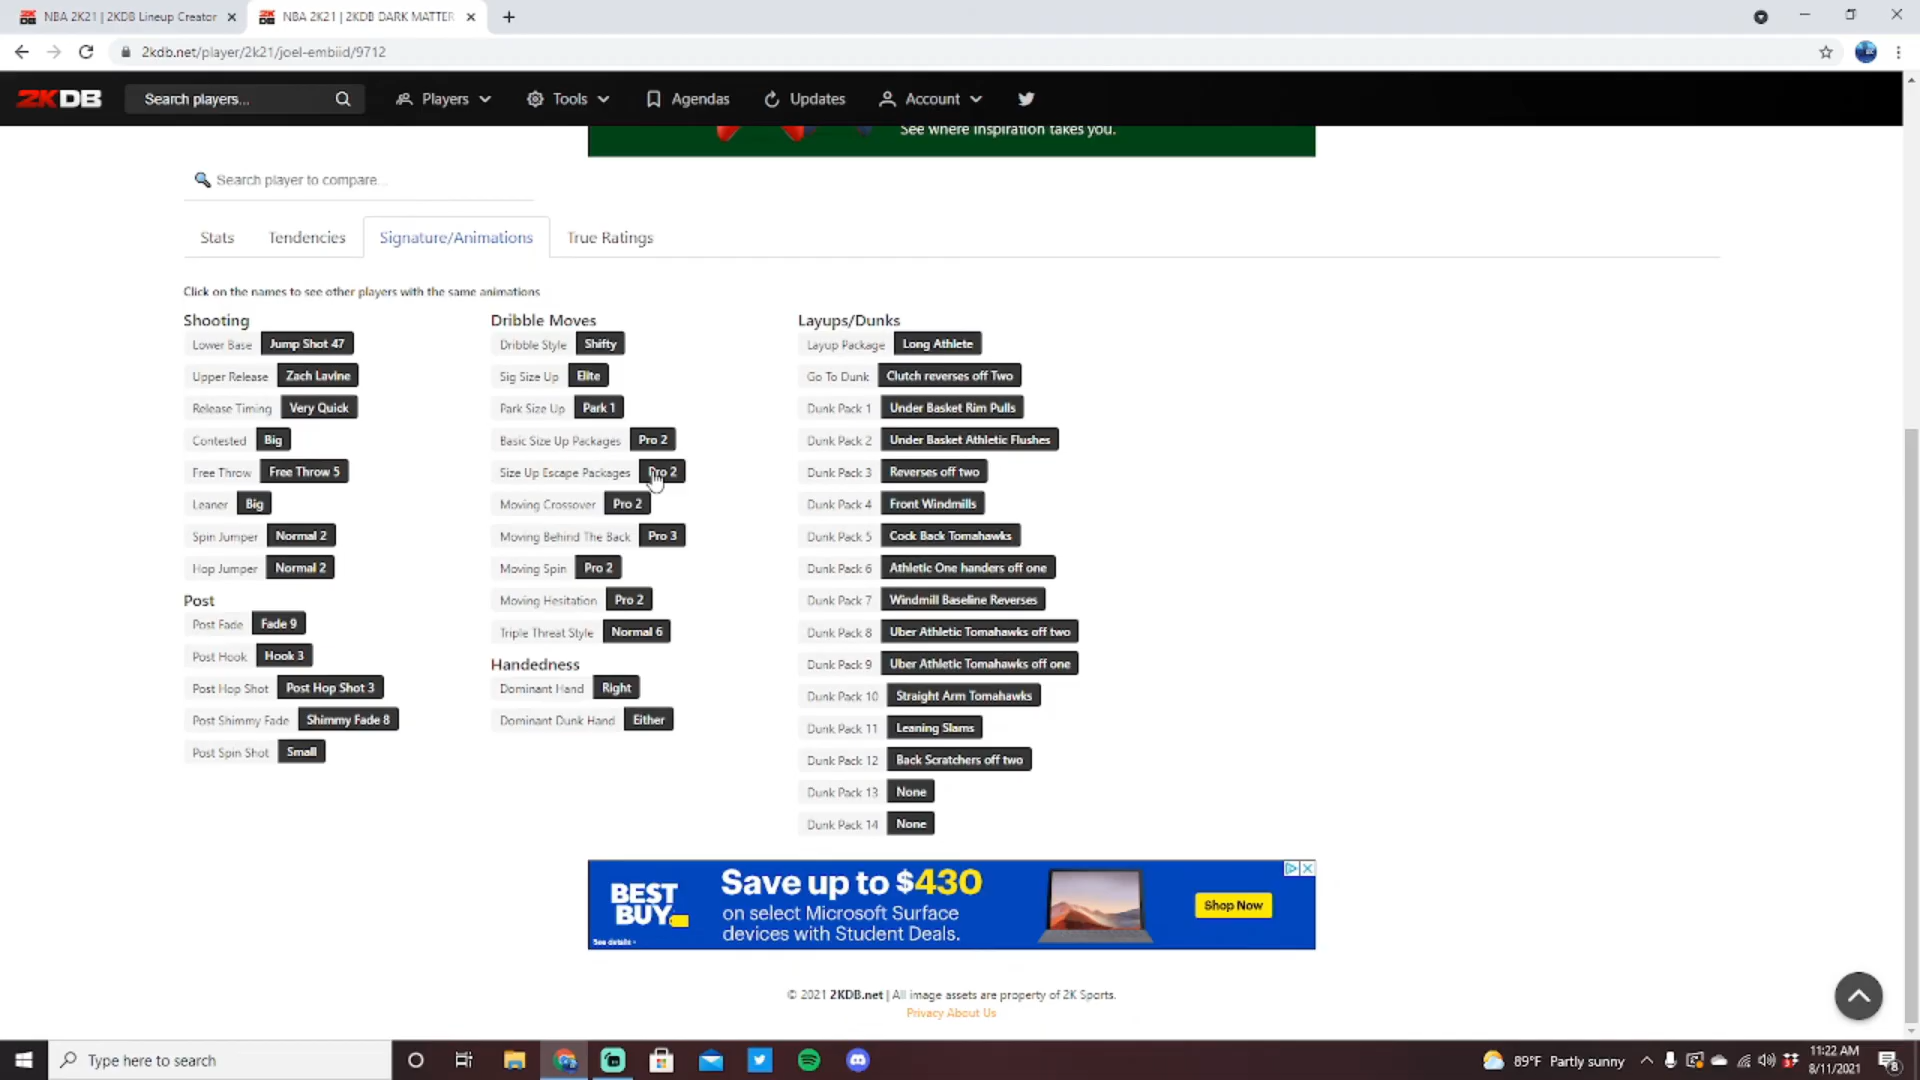 NBA 2K21 | 2KDB Lineup Creator
NBA 2K21 | 2KDB DARK MATTER
2kdb.net/player/2k21/joel-embiid/9712
2KDB
Search players...
Players
Tools
Agendas
Updates
Account
See where inspiration takes you.
Search player to compare...
Stats
Tendencies
Signature/Animations
True Ratings
Click on the names to see other players with the same animations
Shooting
Lower Base Jump Shot 47
Upper Release Zach Lavine
Release Timing Very Quick
Contested Big
Free Throw Free Throw 5
Leaner Big
Spin Jumper Normal 2
Hop Jumper Normal 2
Post
Post Fade Fade 9
Post Hook Hook 3
Post Hop Shot Post Hop Shot 3
Post Shimmy Fade Shimmy Fade 8
Post Spin Shot Small
Dribble Moves
Dribble Style Shifty
Sig Size Up Elite
Park Size Up Park 1
Basic Size Up Packages Pro 2
Size Up Escape Packages Pro 2
Moving Crossover Pro 2
Moving Behind The Back Pro 3
Moving Spin Pro 2
Moving Hesitation Pro 2
Triple Threat Style Normal 6
Handedness
Dominant Hand Right
Dominant Dunk Hand Either
Layups/Dunks
Layup Package Long Athlete
Go To Dunk Clutch reverses off Two
Dunk Pack 1 Under Basket Rim Pulls
Dunk Pack 2 Under Basket Athletic Flushes
Dunk Pack 3 Reverses off two
Dunk Pack 4 Front Windmills
Dunk Pack 5 Cock Back Tomahawks
Dunk Pack 6 Athletic One handers off one
Dunk Pack 7 Windmill Baseline Reverses
Dunk Pack 8 Uber Athletic Tomahawks off two
Dunk Pack 9 Uber Athletic Tomahawks off one
Dunk Pack 10 Straight Arm Tomahawks
Dunk Pack 11 Leaning Slams
Dunk Pack 12 Back Scratchers off two
Dunk Pack 13 None
Dunk Pack 14 None
BEST
BUY
See details
Save up to $430
on select Microsoft Surface
devices with Student Deals.
Shop Now
© 2021 2KDB.net | All image assets are property of 2K Sports.
Privacy About Us
Type here to search
89°F Partly sunny
11:22 AM
8/11/2021
8